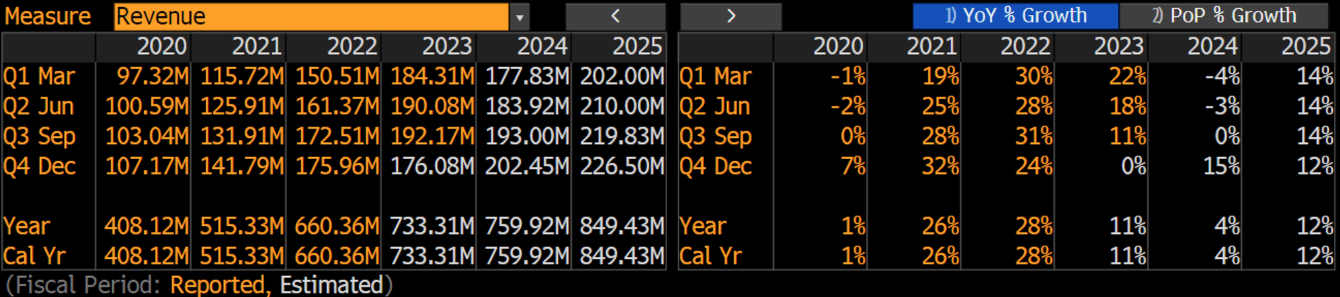 Measure Revenue < > 1) YoY % Growth 2) PoP % Growth
2020 2021 2022 2023 2024 2025 2020 2021 2022 2023 2024 2025
Q1 Mar 97.32M 115.72M 150.51M 184.31M 177.83M 202.00M Q1 Mar -1% 19% 30% 22% -4% 14%
Q2 Jun 100.59M 125.91M 161.37M 190.08M 183.92M 210.00M Q2 Jun -2% 25% 28% 18% -3% 14%
Q3 Sep 103.04M 131.91M 172.51M 192.17M 193.00M 219.83M Q3 Sep 0% 28% 31% 11% 0% 14%
Q4 Dec 107.17M 141.79M 175.96M 176.08M 202.45M 226.50M Q4 Dec 7% 32% 24% 0% 15% 12%
Year 408.12M 515.33M 660.36M 733.31M 759.92M 849.43M Year 1% 26% 28% 11% 4% 12%
Cal Yr 408.12M 515.33M 660.36M 733.31M 759.92M 849.43M Cal Yr 1% 26% 28% 11% 4% 12%
(Fiscal Period: Reported, Estimated)